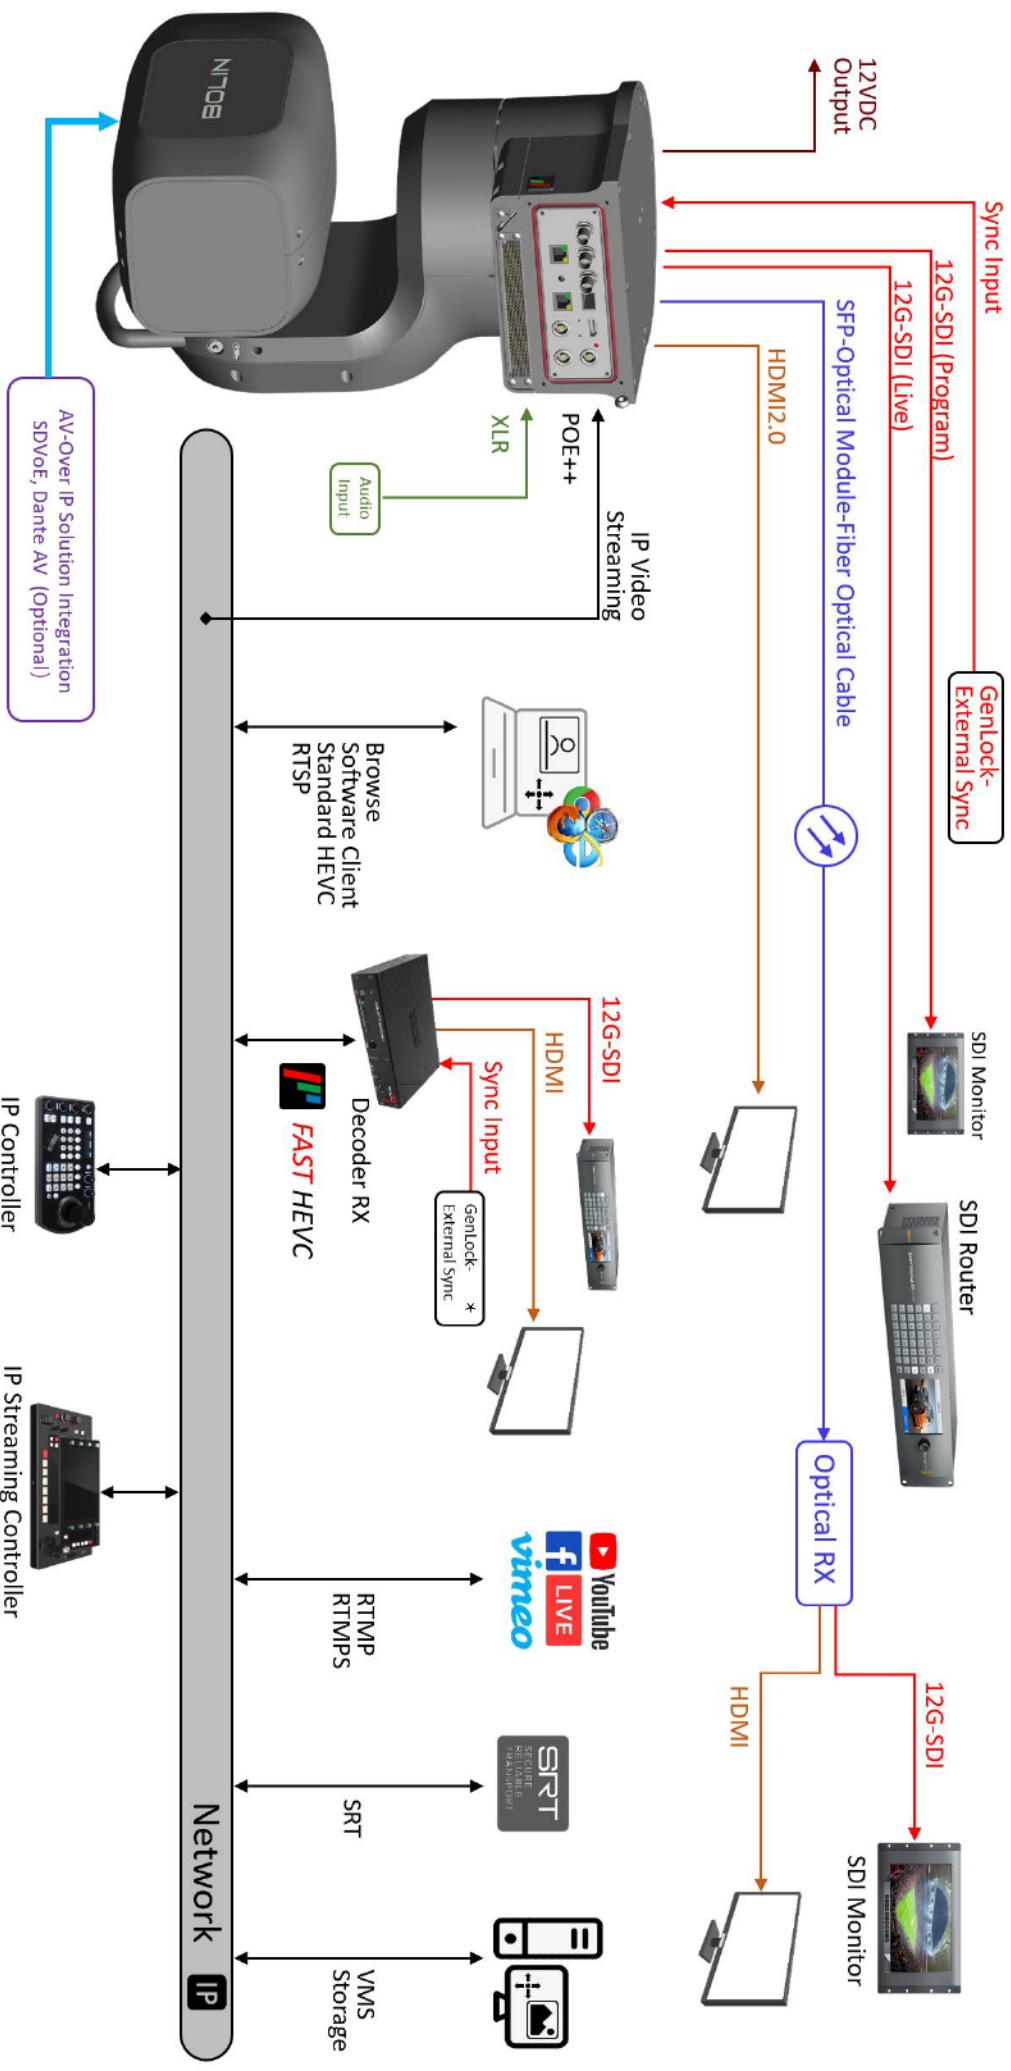 Sync Input
GenLock-
External Sync
12VDC
Output
12G-SDI (Program)
SDI Monitor
12G-SDI (Live)
SDI Router
SFP-Optical Module-Fiber Optical Cable
Optical RX
12G-SDI
SDI Monitor
HDMI2.0
HDMI
BOLIN
POE++
XLR
Audio
Input
IP Video
Streaming
Browse
Software Client
Standard HEVC
RTSP
12G-SDI
HDMI
Sync Input
GenLock- *
External Sync
Decoder RX
FAST HEVC
YouTube
f LIVE
vimeo
RTMP
RTMPS
SRT
SECURE
RELIABLE
TRANSPORT
SRT
VMS
Storage
Network IP
AV-Over IP Solution Integration
SDVoE, Dante AV (Optional)
IP Controller
IP Streaming Controller